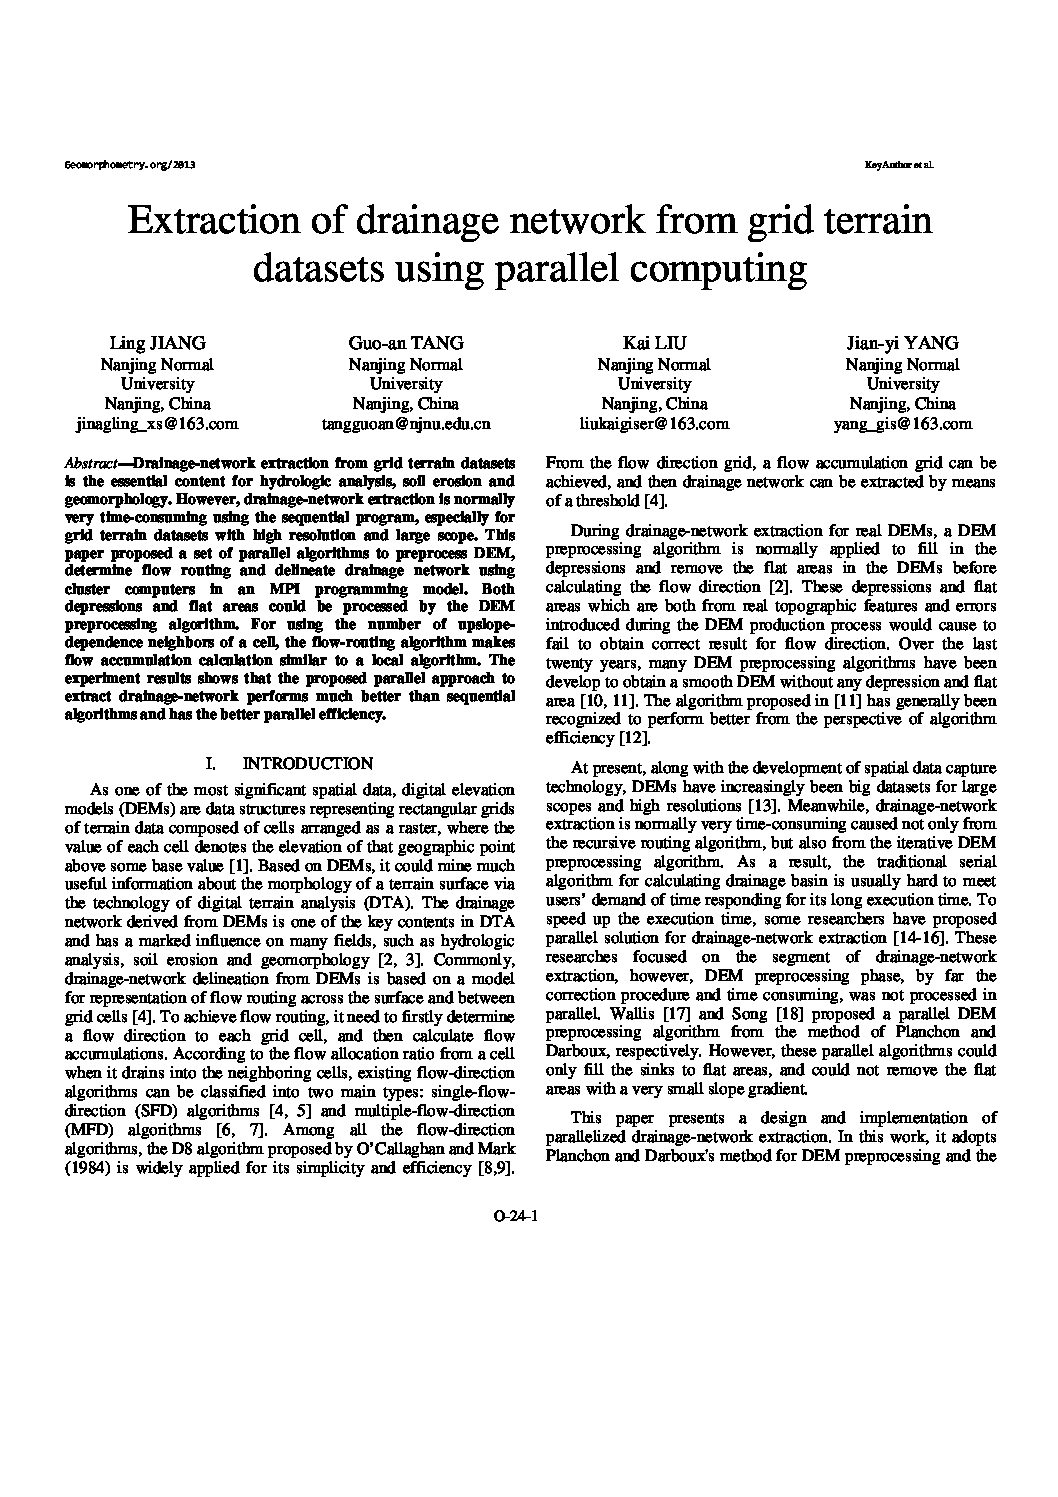 Geomorphometry.org/2013
KeyAuthor et al.
Extraction of drainage network from grid terrain
datasets using parallel computing
Ling JIANG
Nanjing Normal
University
Nanjing, China
jinagling_xs@163.com
Guo-an TANG
Nanjing Normal
University
Nanjing, China
tangguoan@njnu.edu.cn
Kai LIU
Nanjing Normal
University
Nanjing, China
liukaigiser@163.com
Jian-yi YANG
Nanjing Normal
University
Nanjing, China
yang_gis@163.com
Abstract—Drainage-network extraction from grid terrain datasets
is the essential content for hydrologic analysis, soil erosion and
geomorphology. However, drainage-network extraction is normally
very time-consuming using the sequential program, especially for
grid terrain datasets with high resolution and large scope. This
paper proposed a set of parallel algorithms to preprocess DEM,
determine flow routing and delineate drainage network using
cluster computers in an MPI programming model. Both
depressions and flat areas could be processed by the DEM
preprocessing algorithm. For using the number of upslope-
dependence neighbors of a cell, the flow-routing algorithm makes
flow accumulation calculation similar to a local algorithm. The
experiment results shows that the proposed parallel approach to
extract drainage-network performs much better than sequential
algorithms and has the better parallel efficiency.
I. INTRODUCTION
As one of the most significant spatial data, digital elevation
models (DEMs) are data structures representing rectangular grids
of terrain data composed of cells arranged as a raster, where the
value of each cell denotes the elevation of that geographic point
above some base value [1]. Based on DEMs, it could mine much
useful information about the morphology of a terrain surface via
the technology of digital terrain analysis (DTA). The drainage
network derived from DEMs is one of the key contents in DTA
and has a marked influence on many fields, such as hydrologic
analysis, soil erosion and geomorphology [2, 3]. Commonly,
drainage-network delineation from DEMs is based on a model
for representation of flow routing across the surface and between
grid cells [4]. To achieve flow routing, it need to firstly determine
a flow direction to each grid cell, and then calculate flow
accumulations. According to the flow allocation ratio from a cell
when it drains into the neighboring cells, existing flow-direction
algorithms can be classified into two main types: single-flow-
direction (SFD) algorithms [4, 5] and multiple-flow-direction
(MFD) algorithms [6, 7]. Among all the flow-direction
algorithms, the D8 algorithm proposed by O'Callaghan and Mark
(1984) is widely applied for its simplicity and efficiency [8,9].
From the flow direction grid, a flow accumulation grid can be
achieved, and then drainage network can be extracted by means
of a threshold [4].
During drainage-network extraction for real DEMs, a DEM
preprocessing algorithm is normally applied to fill in the
depressions and remove the flat areas in the DEMs before
calculating the flow direction [2]. These depressions and flat
areas which are both from real topographic features and errors
introduced during the DEM production process would cause to
fail to obtain correct result for flow direction. Over the last
twenty years, many DEM preprocessing algorithms have been
develop to obtain a smooth DEM without any depression and flat
area [10, 11]. The algorithm proposed in [11] has generally been
recognized to perform better from the perspective of algorithm
efficiency [12].
At present, along with the development of spatial data capture
technology, DEMs have increasingly been big datasets for large
scopes and high resolutions [13]. Meanwhile, drainage-network
extraction is normally very time-consuming caused not only from
the recursive routing algorithm, but also from the iterative DEM
preprocessing algorithm. As a result, the traditional serial
algorithm for calculating drainage basin is usually hard to meet
users' demand of time responding for its long execution time. To
speed up the execution time, some researchers have proposed
parallel solution for drainage-network extraction [14-16]. These
researches focused on the segment of drainage-network
extraction, however, DEM preprocessing phase, by far the
correction procedure and time consuming, was not processed in
parallel. Wallis [17] and Song [18] proposed a parallel DEM
preprocessing algorithm from the method of Planchon and
Darboux, respectively. However, these parallel algorithms could
only fill the sinks to flat areas, and could not remove the flat
areas with a very small slope gradient.
This paper presents a design and implementation of
parallelized drainage-network extraction. In this work, it adopts
Planchon and Darboux's method for DEM preprocessing and the
O-24-1